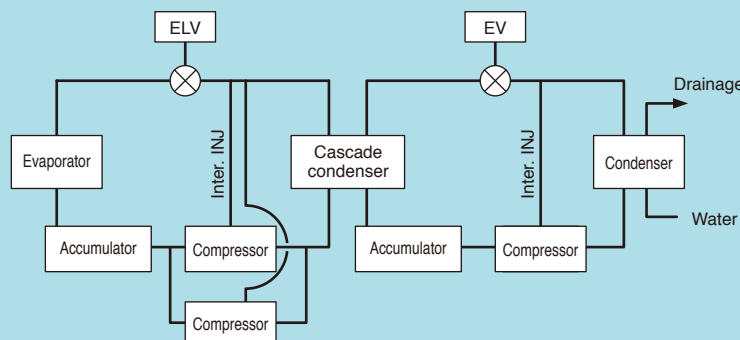 ELV
EV
Drainage
Evaporator
Inter. INJ
Cascade
condenser
Inter. INJ
Condenser
Accumulator
Compressor
Accumulator
Compressor
Water
Compressor